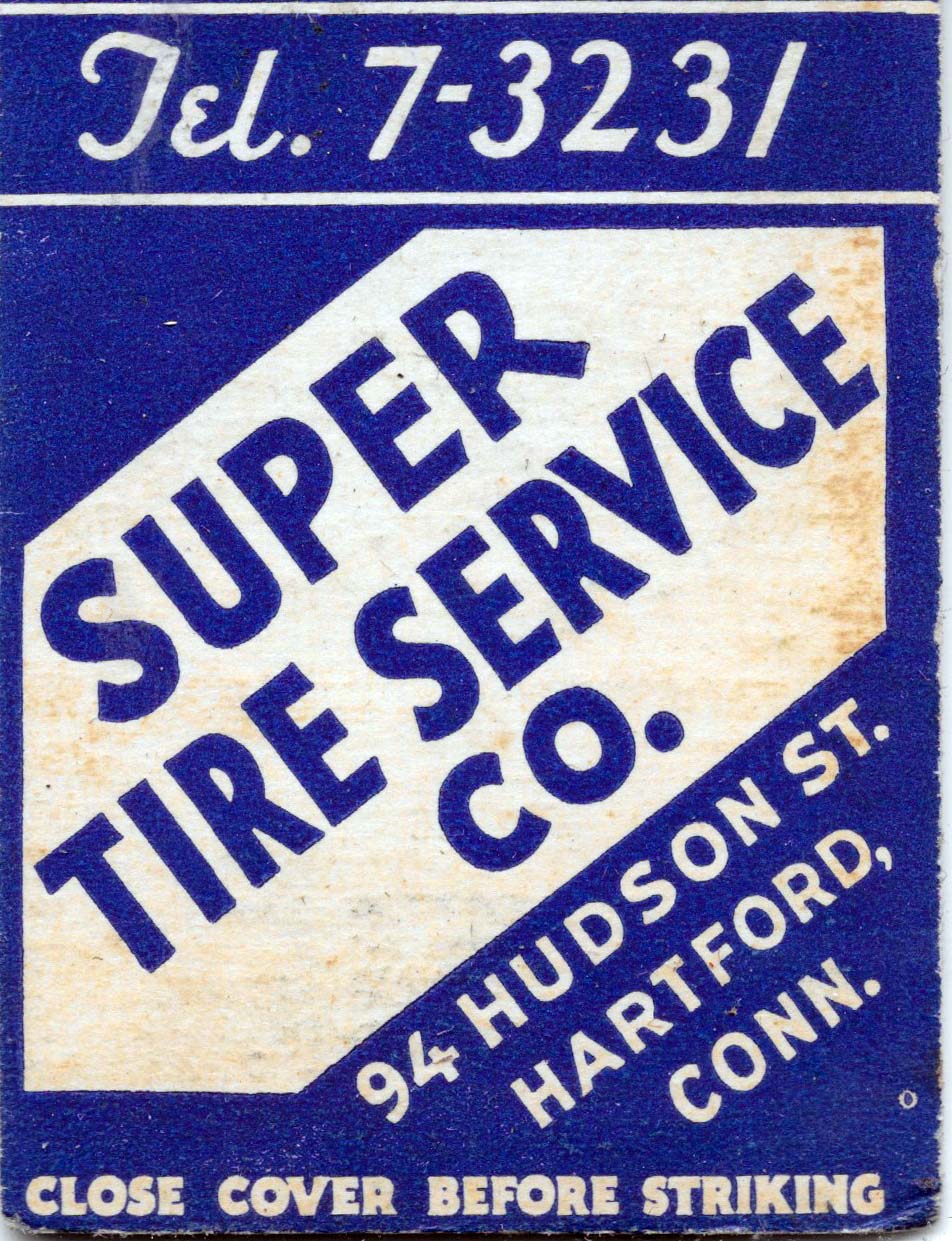 Tel. 7-3231
SUPER
TIRE SERVICE
CO.
94 HUDSON ST.
HARTFORD,
CONN.
CLOSE COVER BEFORE STRIKING